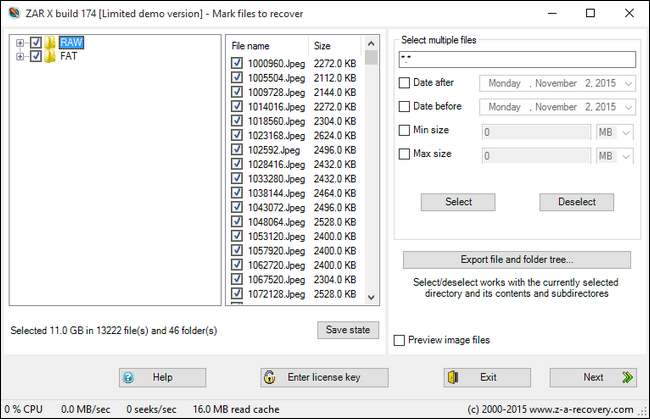 ZAR X build 174 [Limited demo version] - Mark files to recover
RAW
FAT
File name Size
1000960.Jpeg 2272.0 KB
1005504.Jpeg 2112.0 KB
1009728.Jpeg 2144.0 KB
1014016.Jpeg 2272.0 KB
1018560.Jpeg 2304.0 KB
1023168.Jpeg 2624.0 KB
102592.Jpeg 2496.0 KB
1028416.Jpeg 2432.0 KB
1033280.Jpeg 2432.0 KB
1038144.Jpeg 2464.0 KB
1043072.Jpeg 2496.0 KB
1048064.Jpeg 2528.0 KB
1053120.Jpeg 2400.0 KB
1057920.Jpeg 2400.0 KB
1062720.Jpeg 2400.0 KB
1067520.Jpeg 2304.0 KB
1072128.Jpeg 2528.0 KB
Select multiple files
*.*
Date after Monday , November 2, 2015
Date before Monday , November 2, 2015
Min size 0 MB
Max size 0 MB
Select Deselect
Export file and folder tree...
Select/deselect works with the currently selected
directory and its contents and subdirectores
Selected 11.0 GB in 13222 file(s) and 46 folder(s) Save state
Preview image files
Help Enter license key Exit Next
0 % CPU 0.0 MB/sec 0 seeks/sec 16.0 MB read cache (c) 2000-2015 www.z-a-recovery.com